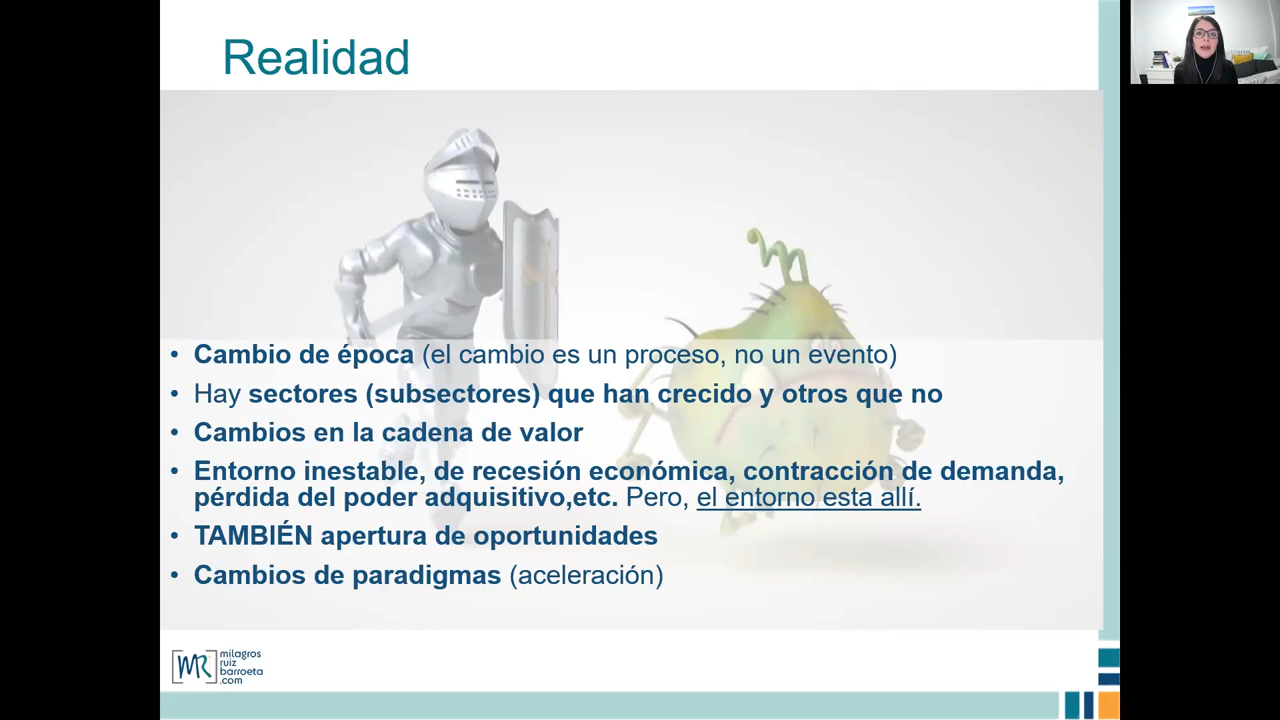 Realidad
• Cambio de época (el cambio es un proceso, no un evento)
• Hay sectores (subsectores) que han crecido y otros que no
• Cambios en la cadena de valor
• Entorno inestable, de recesión económica, contracción de demanda,
pérdida del poder adquisitivo,etc. Pero, el entorno esta allí.
• TAMBIÉN apertura de oportunidades
• Cambios de paradigmas (aceleración)
MR
milagros
ruiz
barroeta
.com